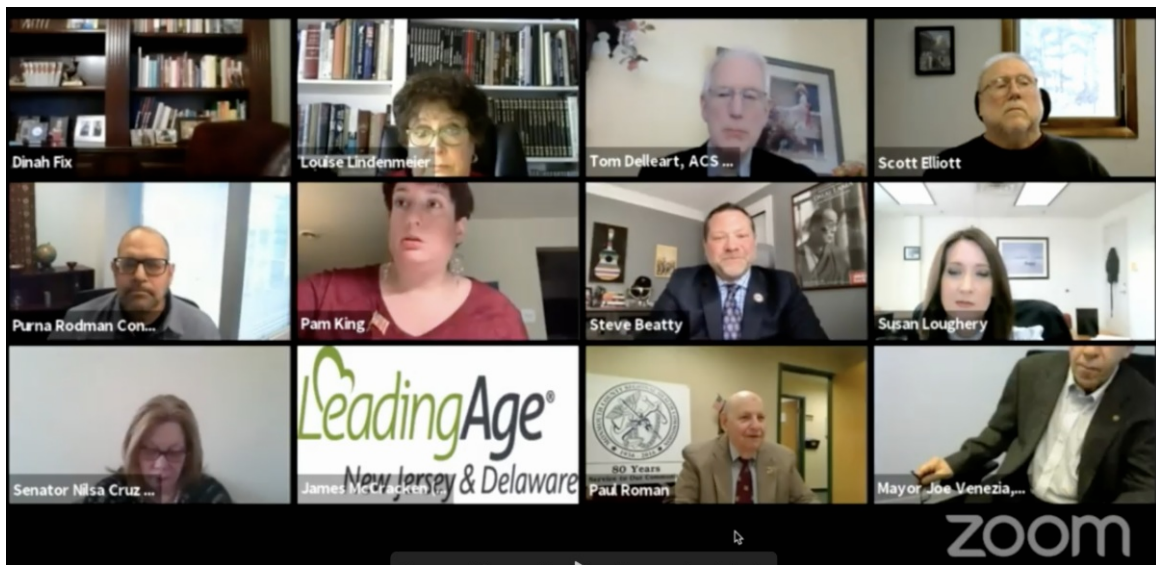 Dinah Fix
Louise Lindenmeier
Tom Delleart, ACS ...
Scott Elliott
Purna Rodman Con...
Pam King
Steve Beatty
Susan Loughery
Senator Nilsa Cruz ...
LeadingAge®
New Jersey & Delaware
James McCracken (...
80 Years
Paul Roman
Mayor Joe Venezia,...
zoom